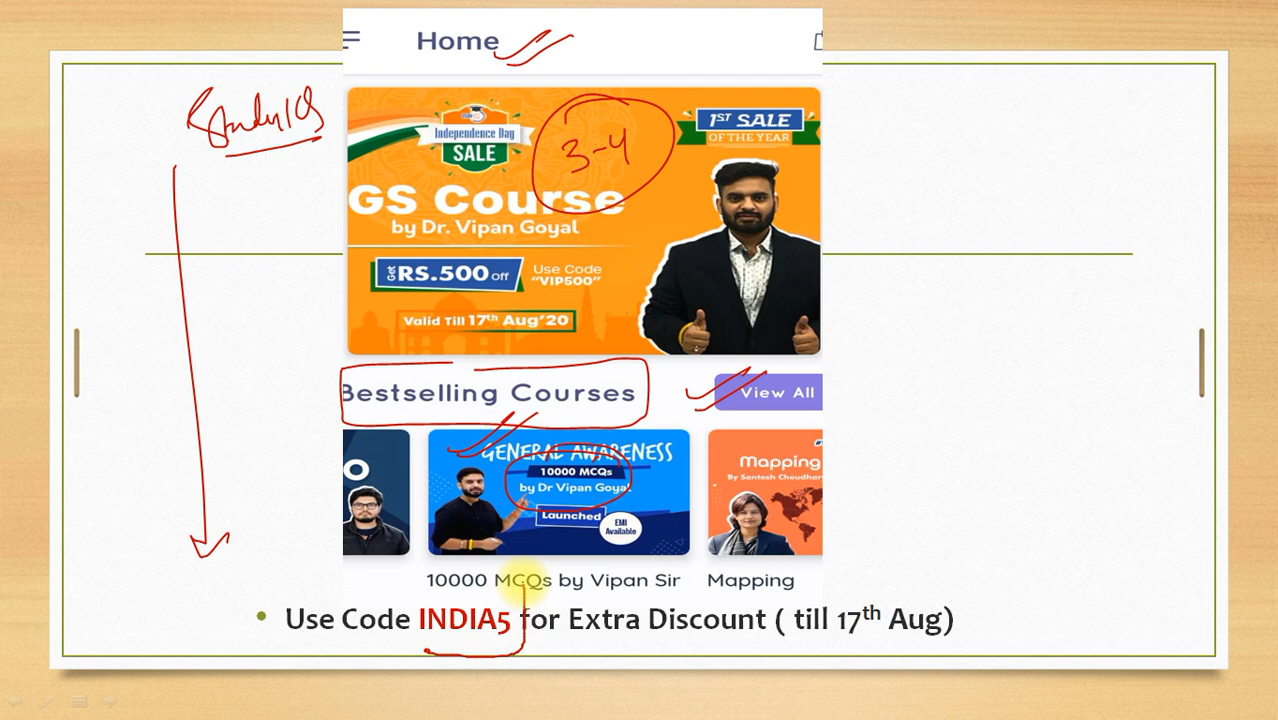 Home
StudyIQ
Independence Day
SALE
3-4
1ST SALE
OF THE YEAR
GS Course
by Dr. Vipan Goyal
Get RS.500 off
Use Code
"VIP500"
Valid Till 17th Aug'20
Bestselling Courses
View All
O
GENERAL AWARENESS
10000 MCQs
by Dr Vipan Goyal
Launched
EMI
Available
Mapping
By Santosh Choudhar
10000 MCQs by Vipan Sir
Mapping
• Use Code INDIA5 for Extra Discount ( till 17th Aug)